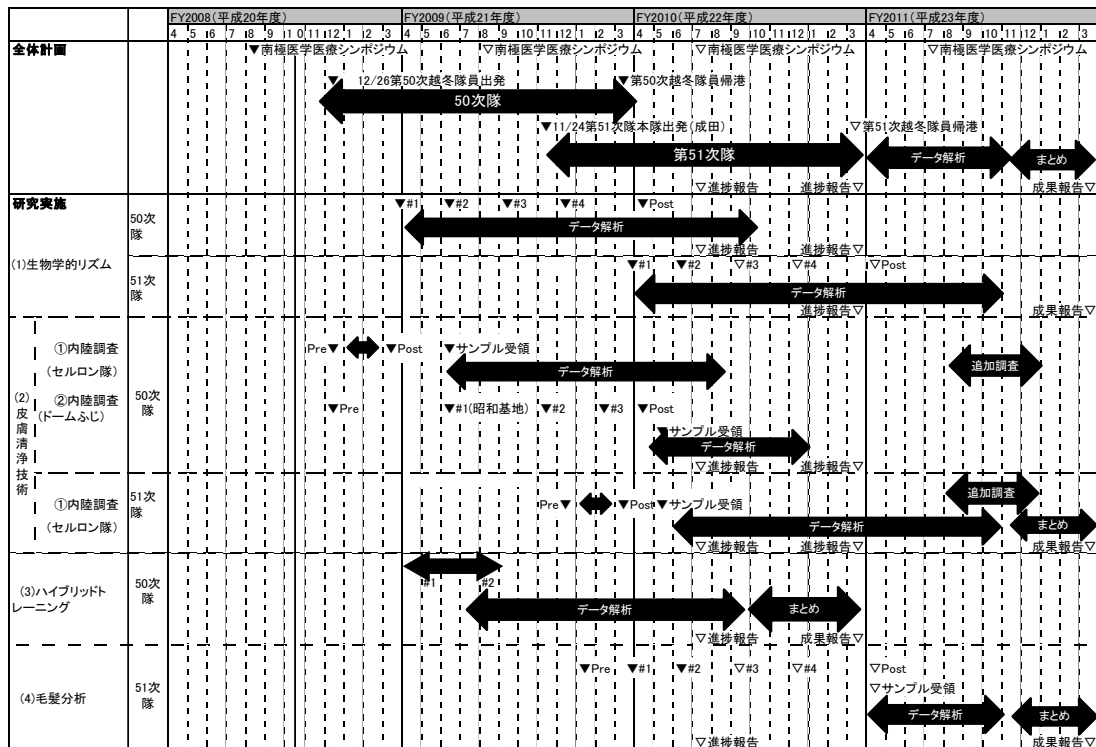 FY2008(平成20年度) FY2009(平成21年度) FY2010(平成22年度) FY2011(平成23年度)
4 5 6 7 8 9 10 11 12 1 2 3 4 5 6 7 8 9 10 11 12 1 2 3 4 5 6 7 8 9 10 11 12 1 2 3 4 5 6 7 8 9 10 11 12 1 2 3
全体計画 ▼南極医学医療シンポジウム ▽南極医学医療シンポジウム ▽南極医学医療シンポジウム ▽南極医学医療シンポジウム
▼ 12/26第50次越冬隊員出発 ▼第50次越冬隊員帰港
50次隊
▼11/24第51次隊本隊出発(成田) ▽第51次越冬隊員帰港
第51次隊 データ解析 まとめ
▽進捗報告 進捗報告▽ 成果報告▽
研究実施
50次隊 ▼#1 ▼#2 ▼#3 ▼#4 ▼Post
データ解析
▽進捗報告 進捗報告▽
(1)生物学的リズム
51次隊 ▼#1 ▼#2 ▽#3 ▽#4 ▽Post
データ解析
進捗報告▽ 成果報告▽
(2)皮膚清浄技術
50次隊
①内陸調査 Pre▼ ▼Post ▼サンプル受領
(セルロン隊) データ解析 追加調査
②内陸調査 ▼Pre ▼#1(昭和基地) ▼#2 ▼#3 ▼Post
(ドームふじ)
▼サンプル受領
データ解析
▽進捗報告 進捗報告▽
51次隊
追加調査
①内陸調査 Pre▼ ▼Post ▼サンプル受領
(セルロン隊) データ解析 まとめ
▽進捗報告 進捗報告▽ 成果報告▽
(3)ハイブリッドトレーニング
50次隊 #1 #2
データ解析 まとめ
▽進捗報告 成果報告▽
(4)毛髪分析
51次隊 ▼Pre ▼#1 ▼#2 ▽#3 ▽#4 ▽Post
▽サンプル受領
データ解析 まとめ
成果報告▽